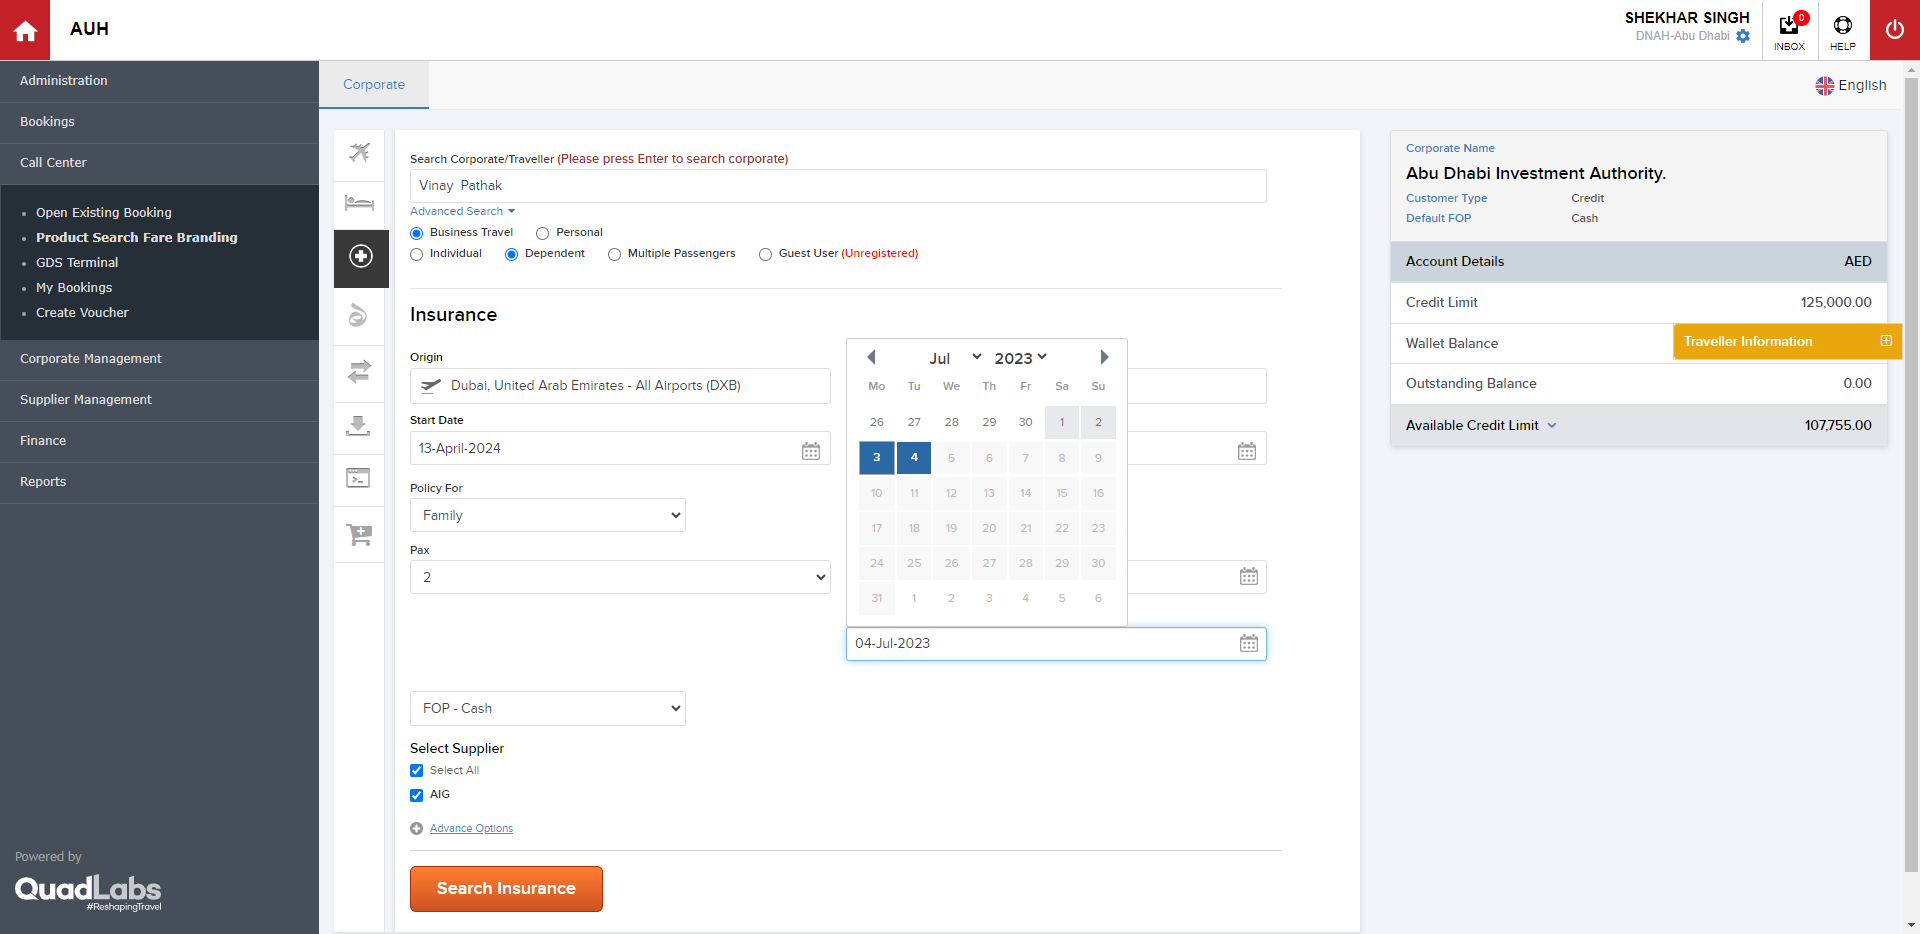 AUH
SHEKHAR SINGH
DNAH-Abu Dhabi
0
INBOX
HELP
Administration
Bookings
Call Center
Open Existing Booking
Product Search Fare Branding
GDS Terminal
My Bookings
Create Voucher
Corporate Management
Supplier Management
Finance
Reports
Powered by
QuadLabs
#ReshapingTravel
Corporate
English
Search Corporate/Traveller (Please press Enter to search corporate)
Vinay Pathak
Advanced Search
Business Travel Personal
Individual Dependent Multiple Passengers Guest User (Unregistered)
Insurance
Origin
Dubai, United Arab Emirates - All Airports (DXB)
Start Date
13-April-2024
Policy For
Family
Pax
2
Jul 2023
Mo Tu We Th Fr Sa Su
26 27 28 29 30 1 2
3 4 5 6 7 8 9
10 11 12 13 14 15 16
17 18 19 20 21 22 23
24 25 26 27 28 29 30
31 1 2 3 4 5 6
04-Jul-2023
FOP - Cash
Select Supplier
Select All
AIG
Advance Options
Search Insurance
Corporate Name
Abu Dhabi Investment Authority.
Customer Type Credit
Default FOP Cash
Account Details AED
Credit Limit 125,000.00
Wallet Balance
Traveller Information
Outstanding Balance 0.00
Available Credit Limit 107,755.00